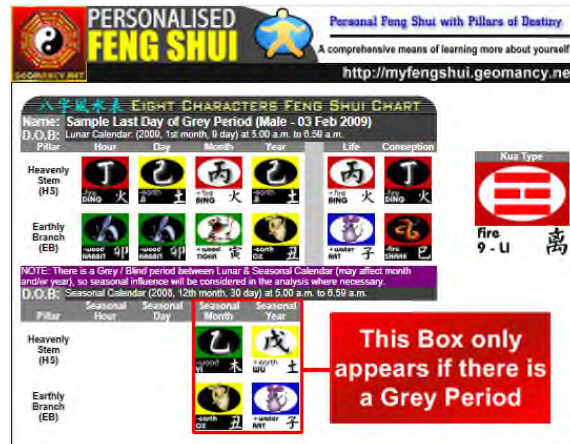 PERSONALISED
FENG SHUI
GEOMANCY.NET
Personal Feng Shui with Pillars of Destiny
A comprehensive means of learning more about yourself
http://myfengshui.geomancy.ne
八字風水表 EIGHT CHARACTERS FENG SHUI CHART
Name: Sample Last Day of Grey Period (Male - 03 Feb 2009)
D.O.B: Lunar Calendar: (2009, 1st month, 9 day) at 5.00 a.m. to 6.59 a.m.
Pillar Hour Day Month Year Life Conception
Heavenly Stem (HS)
丁 己 丙 己 丙 丁
-fire DING 火 -earth JI 土 +fire BING 火 -earth JI 土 +fire BING 火 -fire DING 火
Earthly Branch (EB)
-wood RABBIT 卯 -wood RABBIT 卯 +wood TIGER 寅 -earth OX 丑 +water RAT 子 -fire SNAKE 巳
Kua Type
fire
9 - U 离
NOTE: There is a Grey / Blind period between Lunar & Seasonal Calendar (may affect month
and/or year), so seasonal influence will be considered in the analysis where necessary.
D.O.B: Seasonal Calendar (2008, 12th month, 30 day) at 5.00 a.m. to 6.59 a.m.
Pillar Seasonal Hour Seasonal Day Seasonal Month Seasonal Year
Heavenly Stem (HS)
乙 戊
-wood YI 木 +earth WU 土
Earthly Branch (EB)
-earth OX 丑 +water RAT 子
This Box only
appears if there is
a Grey Period